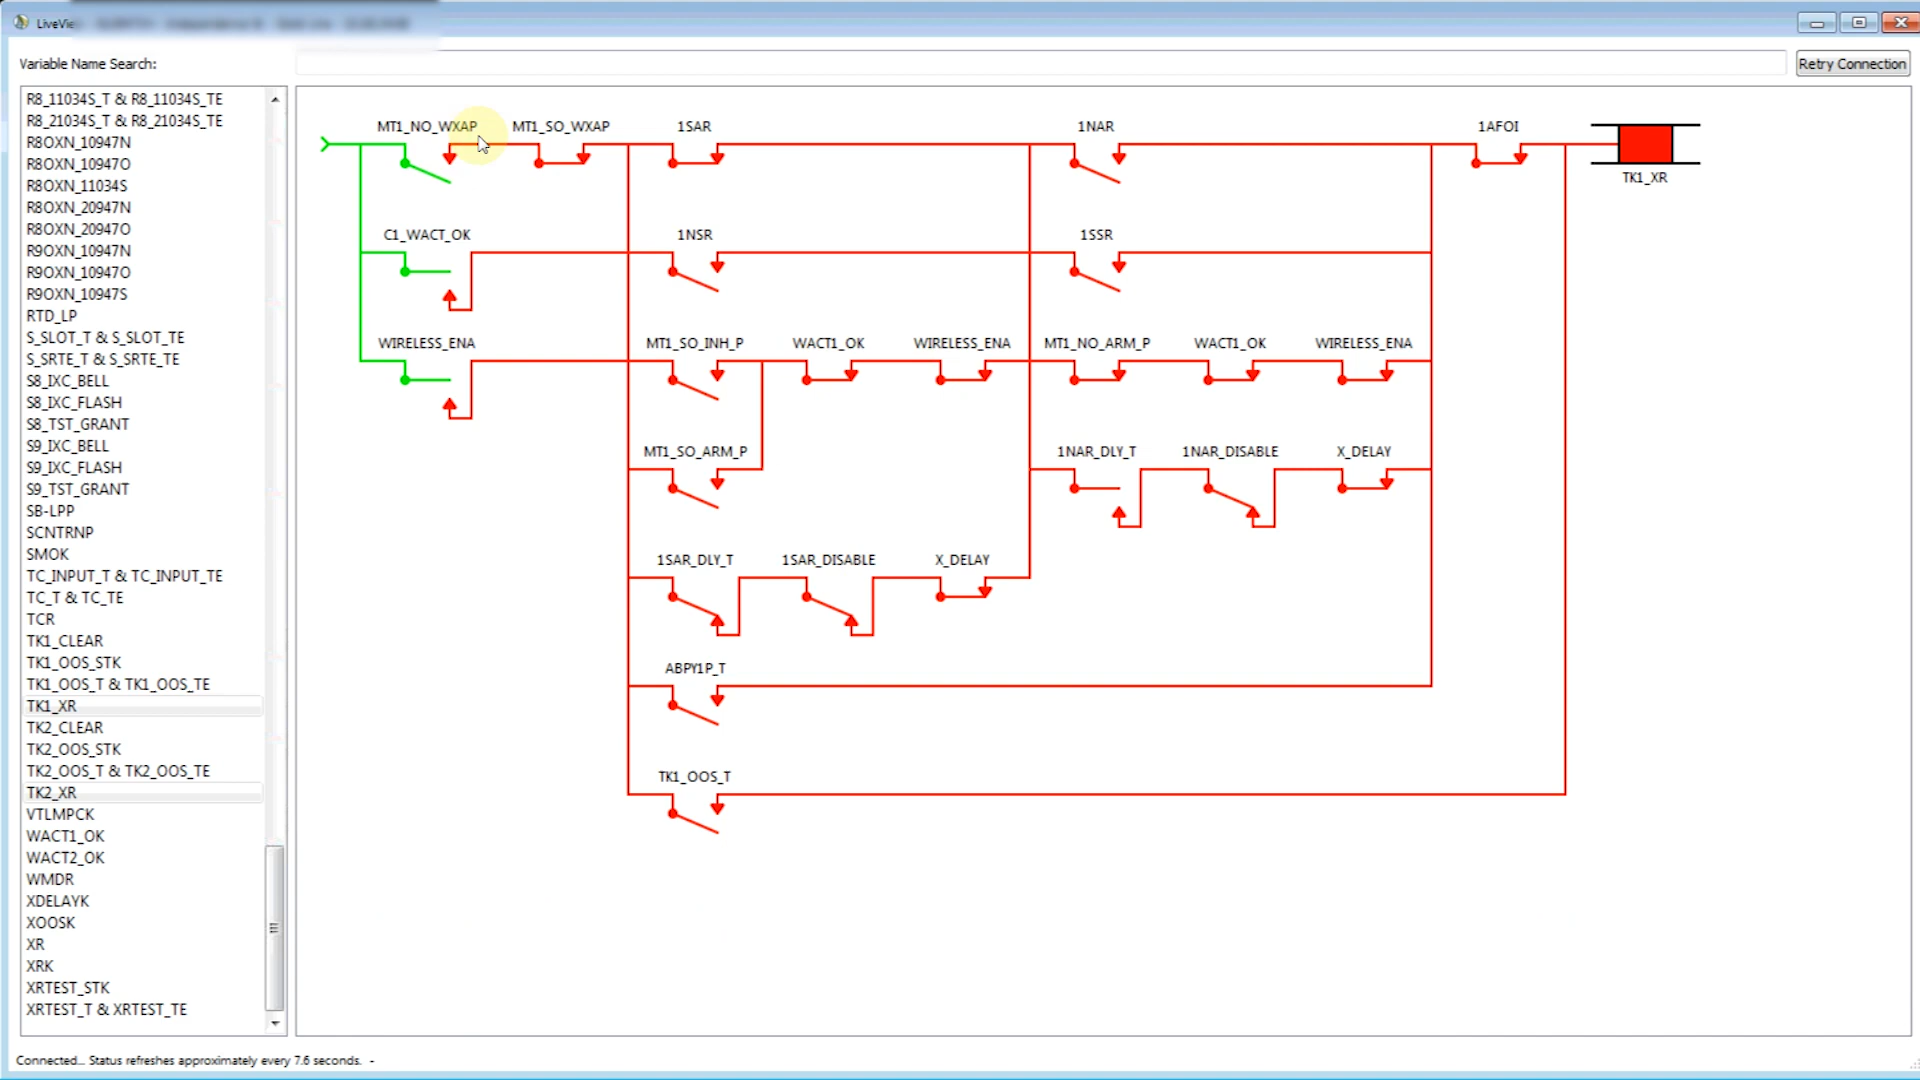 LiveVie
Variable Name Search:
Retry Connection
R8_11034S_T & R8_11034S_TE
R8_21034S_T & R8_21034S_TE
R8OXN_10947N
R8OXN_10947O
R8OXN_11034S
R8OXN_20947N
R8OXN_20947O
R9OXN_10947N
R9OXN_10947O
R9OXN_10947S
RTD_LP
S_SLOT_T & S_SLOT_TE
S_SRTE_T & S_SRTE_TE
S8_IXC_BELL
S8_IXC_FLASH
S8_TST_GRANT
S9_IXC_BELL
S9_IXC_FLASH
S9_TST_GRANT
SB-LPP
SCNTRNP
SMOK
TC_INPUT_T & TC_INPUT_TE
TC_T & TC_TE
TCR
TK1_CLEAR
TK1_OOS_STK
TK1_OOS_T & TK1_OOS_TE
TK1_XR
TK2_CLEAR
TK2_OOS_STK
TK2_OOS_T & TK2_OOS_TE
TK2_XR
VTLMPCK
WACT1_OK
WACT2_OK
WMDR
XDELAYK
XOOSK
XR
XRK
XRTEST_STK
XRTEST_T & XRTEST_TE
MT1_NO_WXAP MT1_SO_WXAP 1SAR 1NAR 1AFOI
TK1_XR
C1_WACT_OK 1NSR 1SSR
WIRELESS_ENA MT1_SO_INH_P WACT1_OK WIRELESS_ENA MT1_NO_ARM_P WACT1_OK WIRELESS_ENA
MT1_SO_ARM_P 1NAR_DLY_T 1NAR_DISABLE X_DELAY
1SAR_DLY_T 1SAR_DISABLE X_DELAY
ABPY1P_T
TK1_OOS_T
Connected... Status refreshes approximately every 7.6 seconds. -